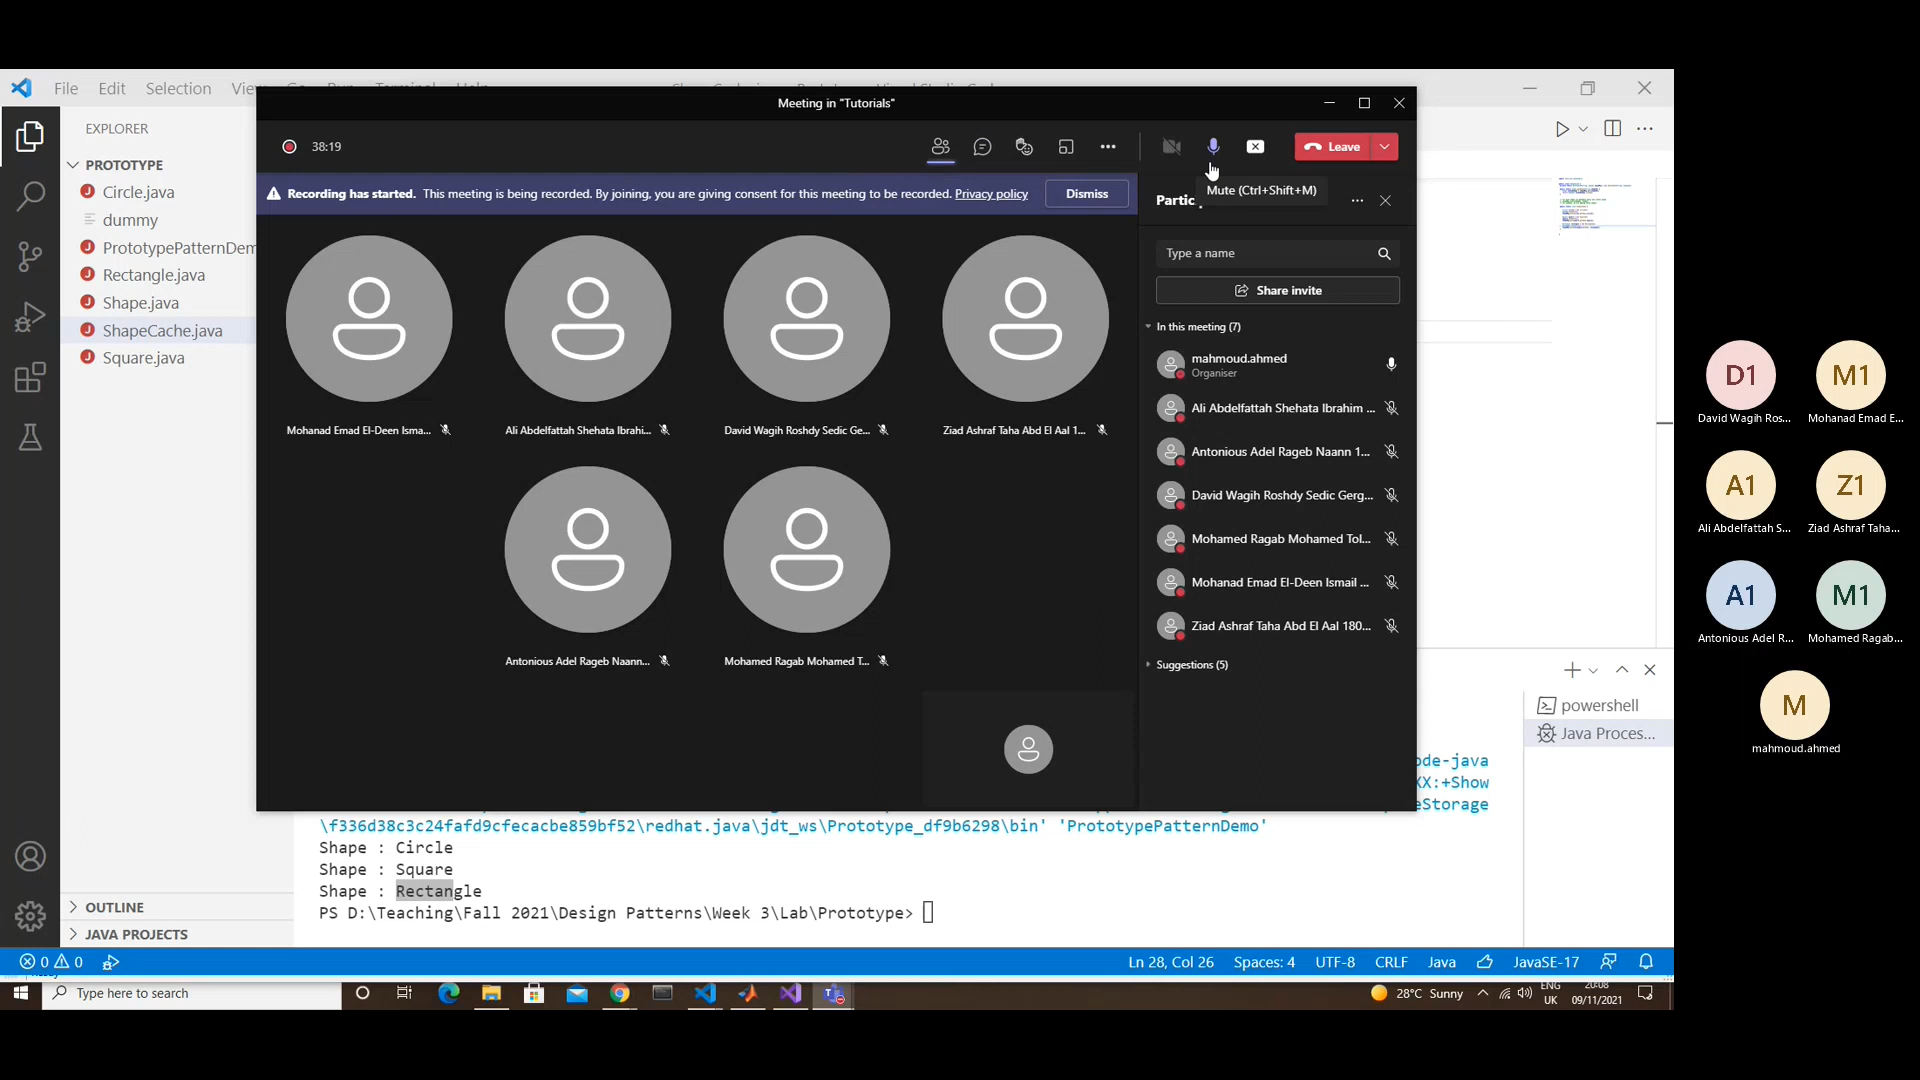 File Edit Selection View
Meeting in "Tutorials"
EXPLORER
38:19
Leave
PROTOTYPE
Circle.java
dummy
PrototypePatternDem
Rectangle.java
Shape.java
ShapeCache.java
Square.java
Recording has started. This meeting is being recorded. By joining, you are giving consent for this meeting to be recorded. Privacy policy
Dismiss
Mute (Ctrl+Shift+M)
Type a name
Share invite
In this meeting (7)
mahmoud.ahmed
Organiser
Ali Abdelfattah Shehata Ibrahim ...
Antonious Adel Rageb Naann 1...
David Wagih Roshdy Sedic Gerg...
Mohamed Ragab Mohamed Tol...
Mohanad Emad El-Deen Ismail ...
Ziad Ashraf Taha Abd El Aal 180...
Suggestions (5)
Mohanad Emad El-Deen Isma...
Ali Abdelfattah Shehata Ibrahi...
David Wagih Roshdy Sedic Ge...
Ziad Ashraf Taha Abd El Aal 1...
Antonious Adel Rageb Naann...
Mohamed Ragab Mohamed T...
D1
David Wagih Ros...
M1
Mohanad Emad E...
A1
Ali Abdelfattah S...
Z1
Ziad Ashraf Taha...
A1
Antonious Adel R...
M1
Mohamed Ragab...
M
mahmoud.ahmed
powershell
Java Proces...
ode-java
XX:+Show
eStorage
\f336d38c3c24fafd9cfecacbe859bf52\redhat.java\jdt_ws\Prototype_df9b6298\bin' 'PrototypePatternDemo'
Shape : Circle
Shape : Square
Shape : Rectangle
PS D:\Teaching\Fall 2021\Design Patterns\Week 3\Lab\Prototype>
OUTLINE
JAVA PROJECTS
0 0
Ln 28, Col 26 Spaces: 4 UTF-8 CRLF Java JavaSE-17
Type here to search
28°C Sunny
ENG
UK
20:08
09/11/2021